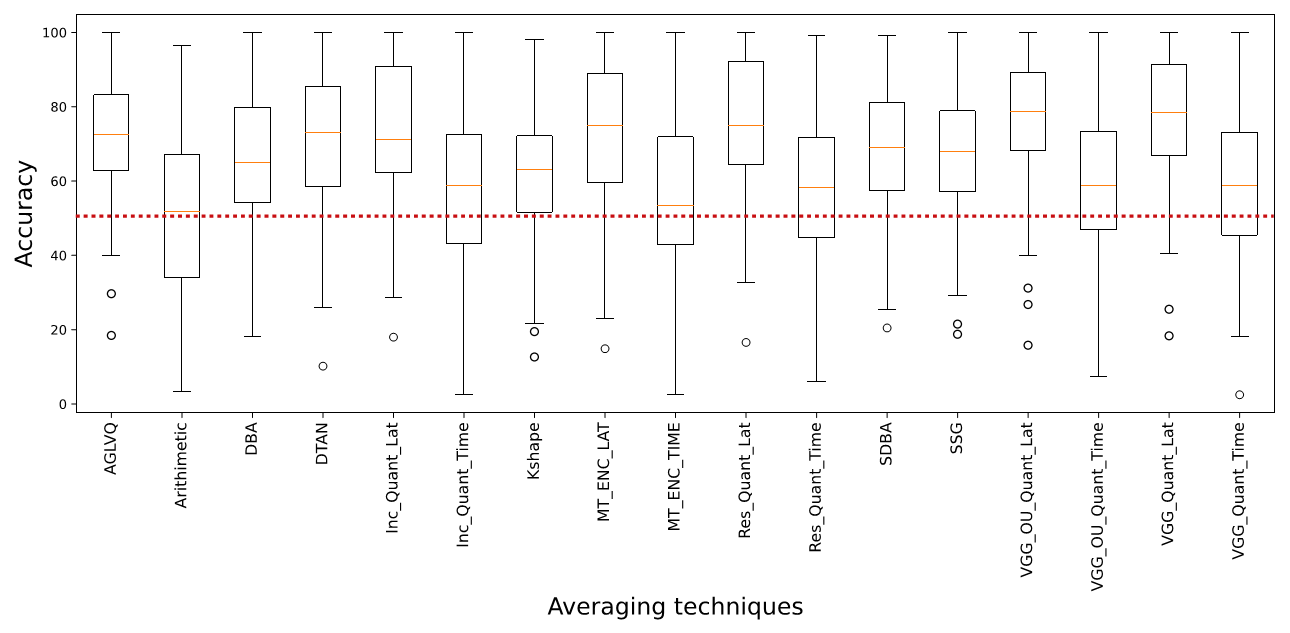 100
80
60
40
20
0
Accuracy
AGLVQ
Arithimetic
DBA
DTAN
Inc_Quant_Lat
Inc_Quant_Time
Kshape
MT_ENC_LAT
MT_ENC_TIME
Res_Quant_Lat
Res_Quant_Time
SDBA
SSG
VGG_OU_Quant_Lat
VGG_OU_Quant_Time
VGG_Quant_Lat
VGG_Quant_Time
Averaging techniques